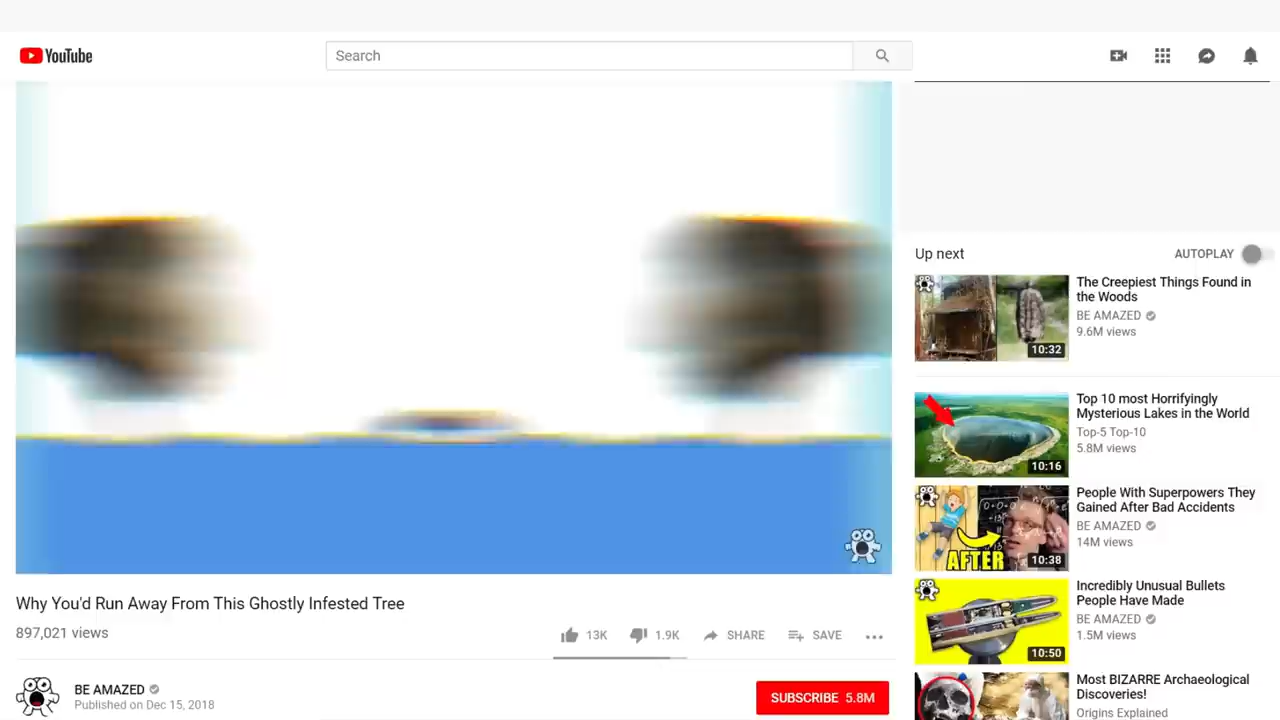 YouTube
Search
Up next
AUTOPLAY
The Creepiest Things Found in
the Woods
BE AMAZED
9.6M views
10:32
Top 10 most Horrifyingly
Mysterious Lakes in the World
Top-5 Top-10
5.8M views
10:16
People With Superpowers They
Gained After Bad Accidents
BE AMAZED
14M views
AFTER
10:38
Incredibly Unusual Bullets
People Have Made
BE AMAZED
1.5M views
10:50
Most BIZARRE Archaeological
Discoveries!
Origins Explained
Why You'd Run Away From This Ghostly Infested Tree
897,021 views
13K
1.9K
SHARE
SAVE
BE AMAZED
Published on Dec 15, 2018
SUBSCRIBE 5.8M